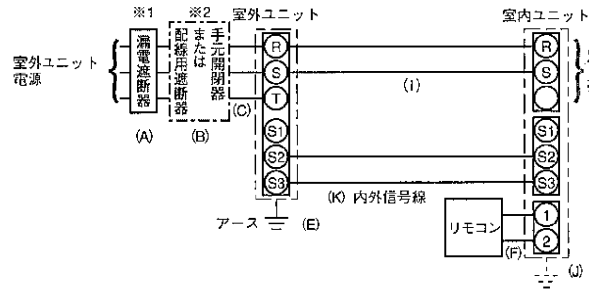 ※1
※2
室外ユニット
室内ユニット
室外ユニット
電源
漏電遮断器
手元開閉器
または
配線用遮断器
R
S
T
S1
S2
S3
R
S
S1
S2
S3
1
2
(A)
(B)
(C)
(1)
(K) 内外信号線
アース
(E)
リモコン
(F)
(J)